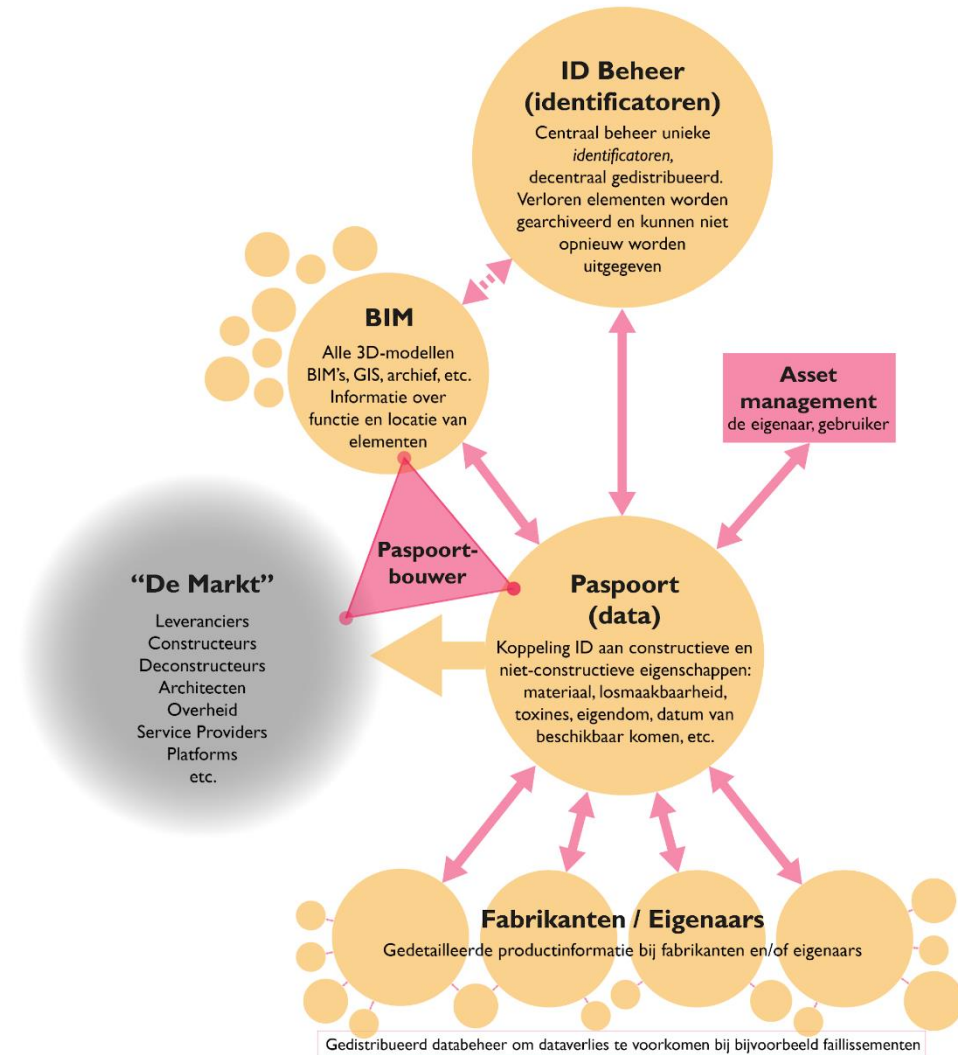 ID Beheer
(identificatoren)
Centraal beheer unieke
identificatoren,
decentraal gedistribueerd.
Verloren elementen worden
gearchiveerd en kunnen niet
opnieuw worden
uitgegeven
BIM
Alle 3D-modellen
BIM's, GIS, archief, etc.
Informatie over
functie en locatie van
elementen
Asset
management
de eigenaar, gebruiker
Paspoort-
bouwer
“De Markt”
Leveranciers
Constructeurs
Deconstructeurs
Architecten
Overheid
Service Providers
Platforms
etc.
Paspoort
(data)
Koppeling ID aan constructieve en
niet-constructieve eigenschappen:
materiaal, losmaakbaarheid,
toxines, eigendom, datum van
beschikbaar komen, etc.
Fabrikanten / Eigenaars
Gedetailleerde productinformatie bij fabrikanten en/of eigenaars
Gedistribueerd databeheer om dataverlies te voorkomen bij bijvoorbeeld faillissementen